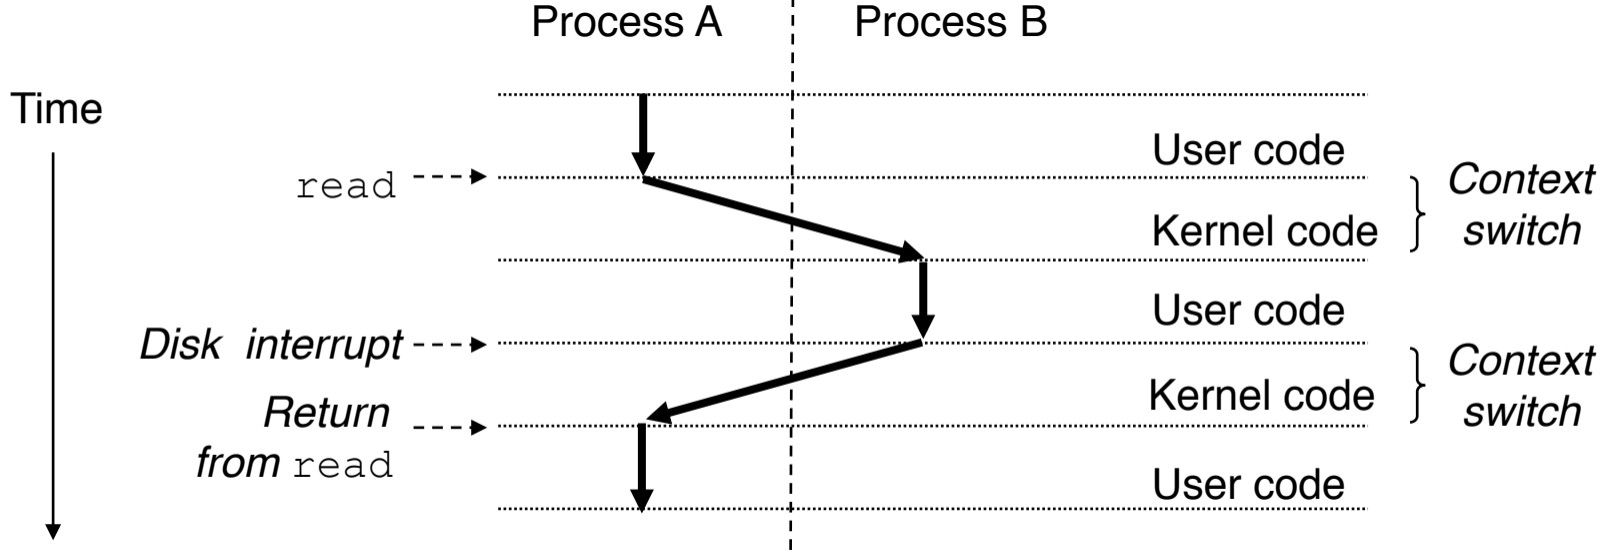 Process A
Process B
Time
User code
read
Context
switch
Kernel code
User code
Disk interrupt
Context
switch
Kernel code
Return
from read
User code